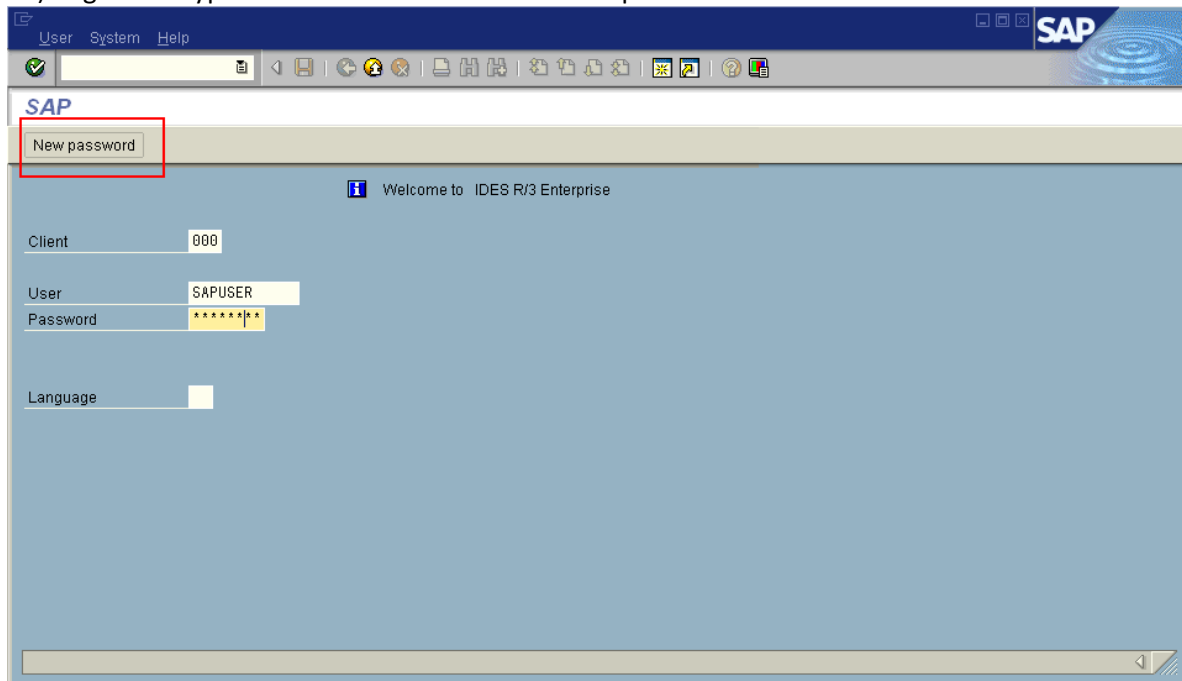 User System Help
SAP
SAP
New password
Welcome to IDES R/3 Enterprise
Client 000
User SAPUSER
Password ********
Language